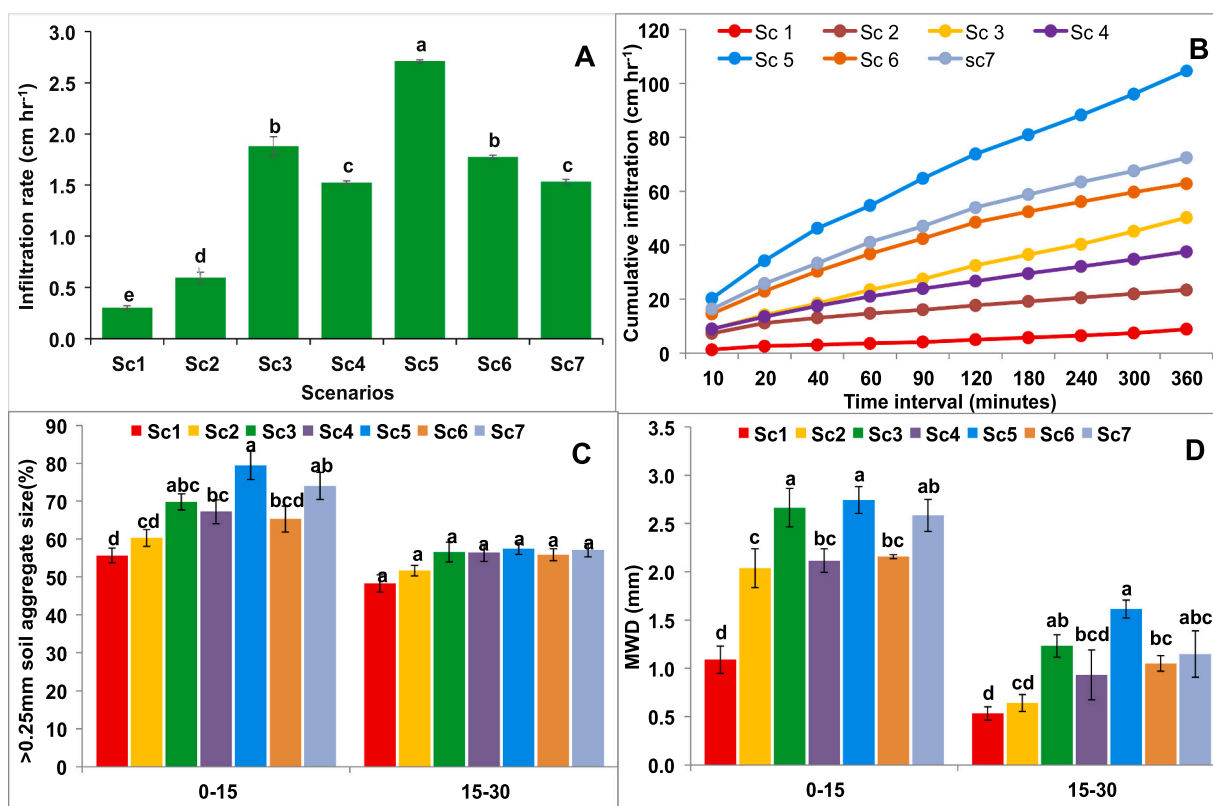 A
Infiltration rate (cm hr⁻¹)
3.0
2.5
2.0
1.5
1.0
0.5
0.0
e
d
b
c
a
b
c
Sc1 Sc2 Sc3 Sc4 Sc5 Sc6 Sc7
Scenarios
B
Sc 1 Sc 2 Sc 3 Sc 4
Sc 5 Sc 6 sc7
Cumulative infiltration (cm hr⁻¹)
120
100
80
60
40
20
0
10 20 40 60 90 120 180 240 300 360
Time interval (minutes)
C
Sc1 Sc2 Sc3 Sc4 Sc5 Sc6 Sc7
>0.25mm soil aggregate size(%)
90
80
70
60
50
40
30
20
10
0
d cd abc bc a bcd ab
a a a a a a a
0-15 15-30
D
Sc1 Sc2 Sc3 Sc4 Sc5 Sc6 Sc7
MWD (mm)
3.5
3.0
2.5
2.0
1.5
1.0
0.5
0.0
d c a bc a bc ab
d cd ab bcd a bc abc
0-15 15-30